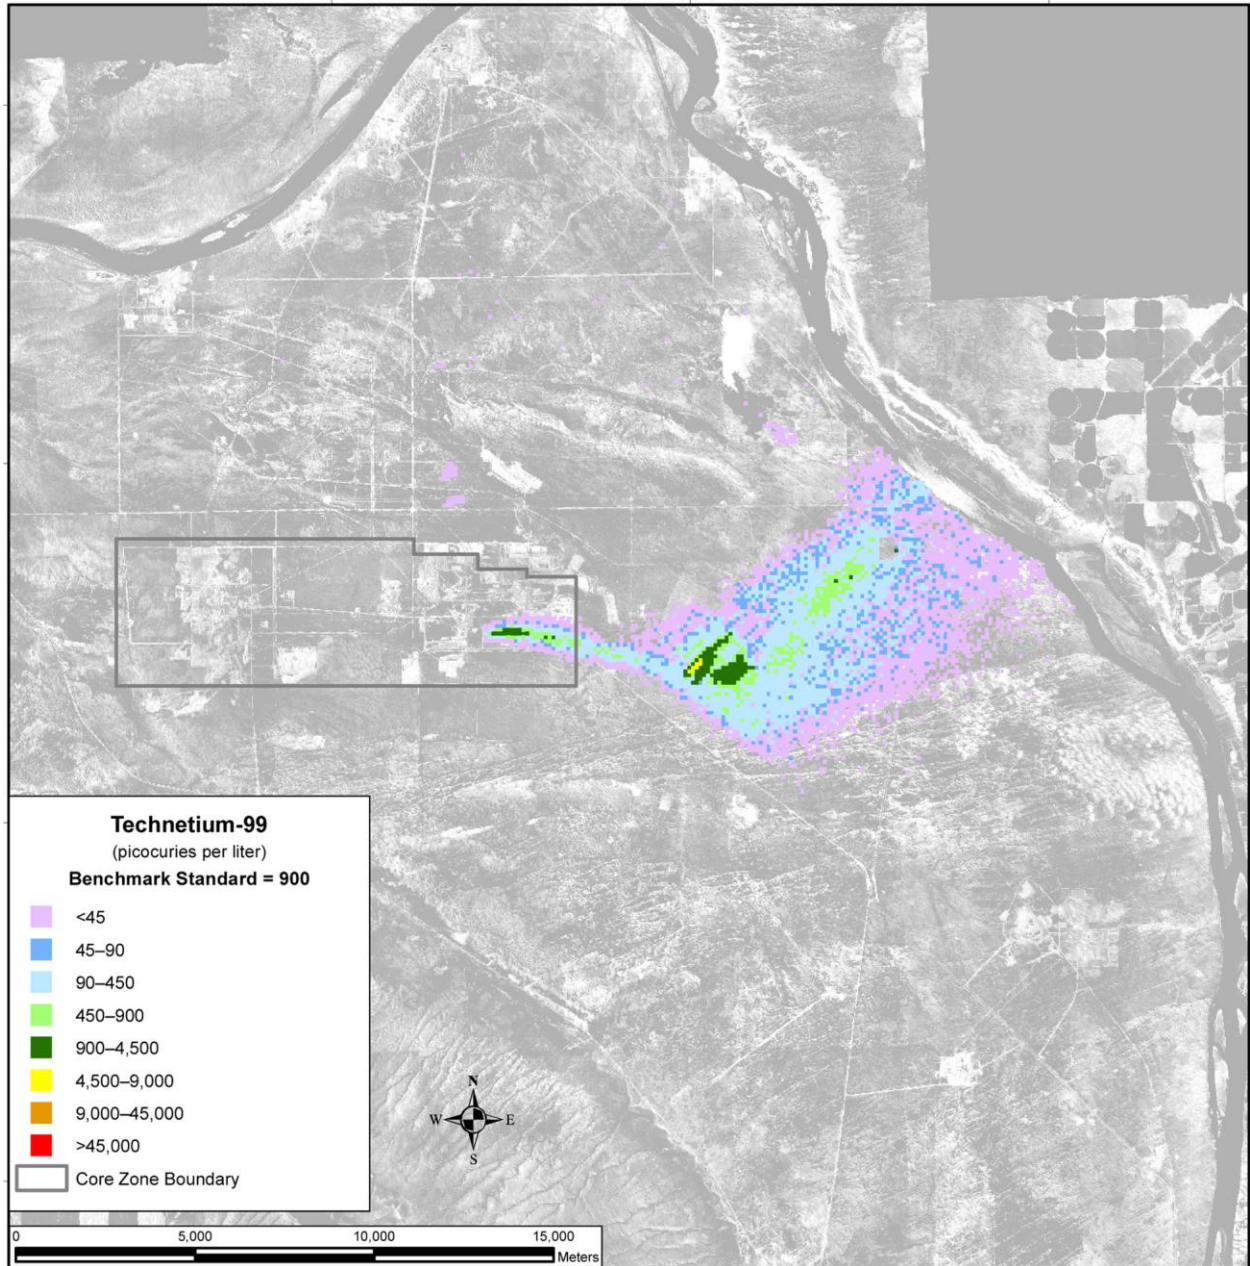 Technetium-99
(picocuries per liter)
Benchmark Standard = 900
<45
45–90
90–450
450–900
900–4,500
4,500–9,000
9,000–45,000
>45,000
Core Zone Boundary
N
W E
S
0 5,000 10,000 15,000
Meters